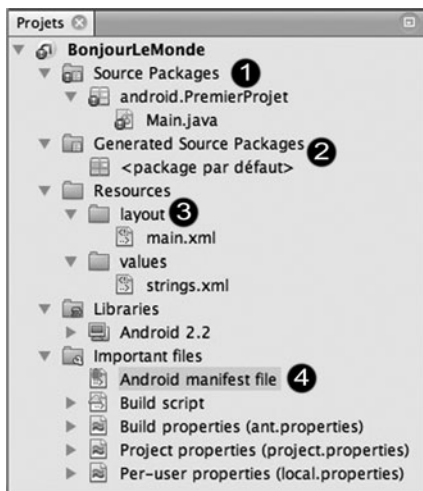 Projets
BonjourLeMonde
Source Packages 1
android.PremierProjet
Main.java
Generated Source Packages 2
<package par défaut>
Resources
layout 3
main.xml
values
strings.xml
Libraries
Android 2.2
Important files
Android manifest file 4
Build script
Build properties (ant.properties)
Project properties (project.properties)
Per-user properties (local.properties)